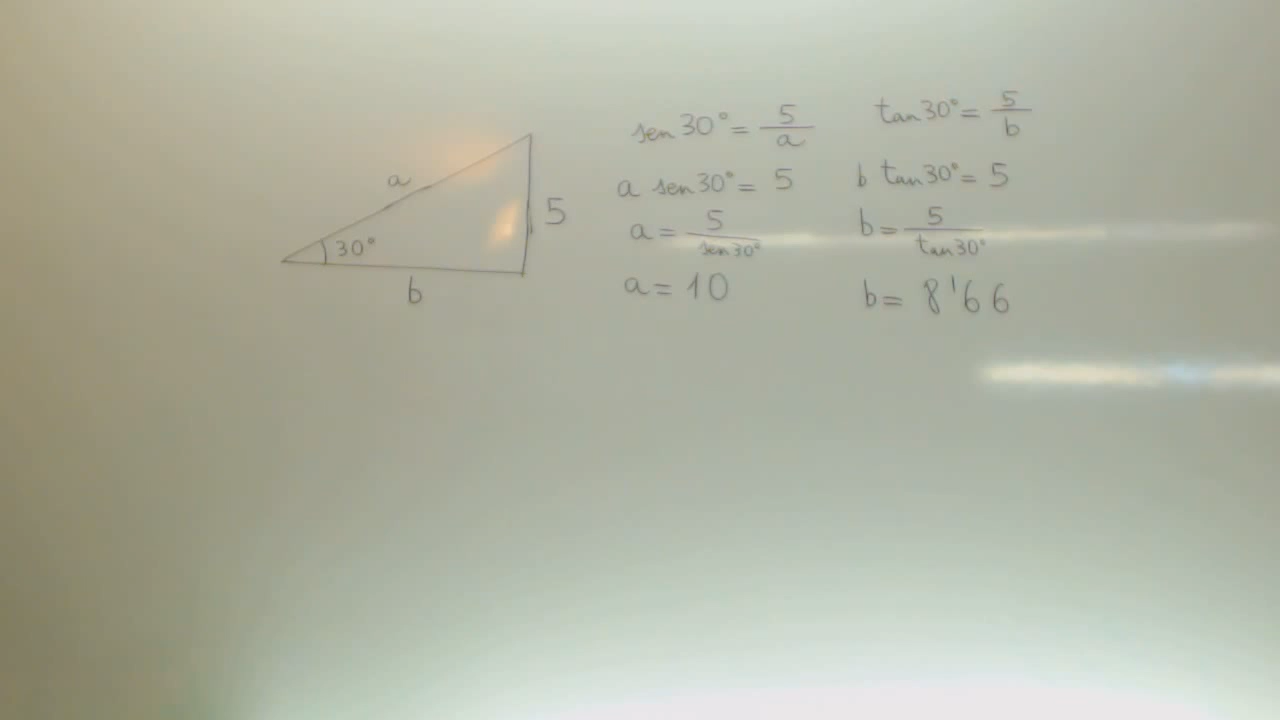 a
30°
5
b
sen 30° = 5/a
a sen 30° = 5
a = 5/sen 30°
a = 10
tan 30° = 5/b
b tan 30° = 5
b = 5/tan 30°
b = 8'66